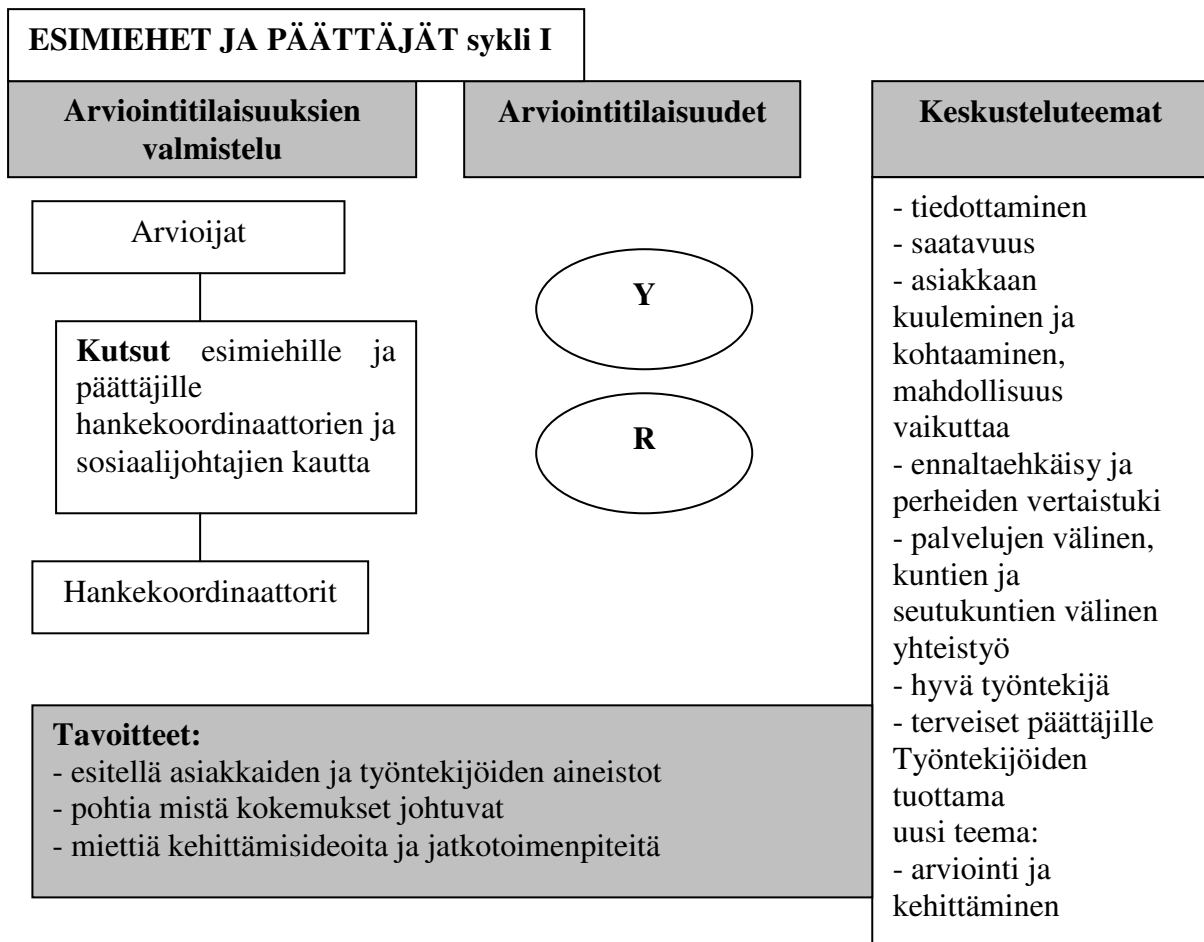 ESIMIEHET JA PÄÄTTÄJÄT sykli I
Arviointitilaisuuksien
valmistelu
Arvioijat
Kutsut esimiehille ja
päättäjille
hankekoordinaattorien ja
sosiaalijohtajien kautta
Hankekoordinaattorit
Arviointitilaisuudet
Y
R
Keskusteluteemat
- tiedottaminen
- saatavuus
- asiakkaan
kuuleminen ja
kohtaaminen,
mahdollisuus
vaikuttaa
- ennaltaehkäisy ja
perheiden vertaistuki
- palvelujen välinen,
kuntien ja
seutukuntien välinen
yhteistyö
- hyvä työntekijä
- terveiset päättäjille
Työntekijöiden
tuottama
uusi teema:
- arviointi ja
kehittäminen
Tavoitteet:
- esitellä asiakkaiden ja työntekijöiden aineistot
- pohtia mistä kokemukset johtuvat
- miettiä kehittämisideoita ja jatkotoimenpiteitä